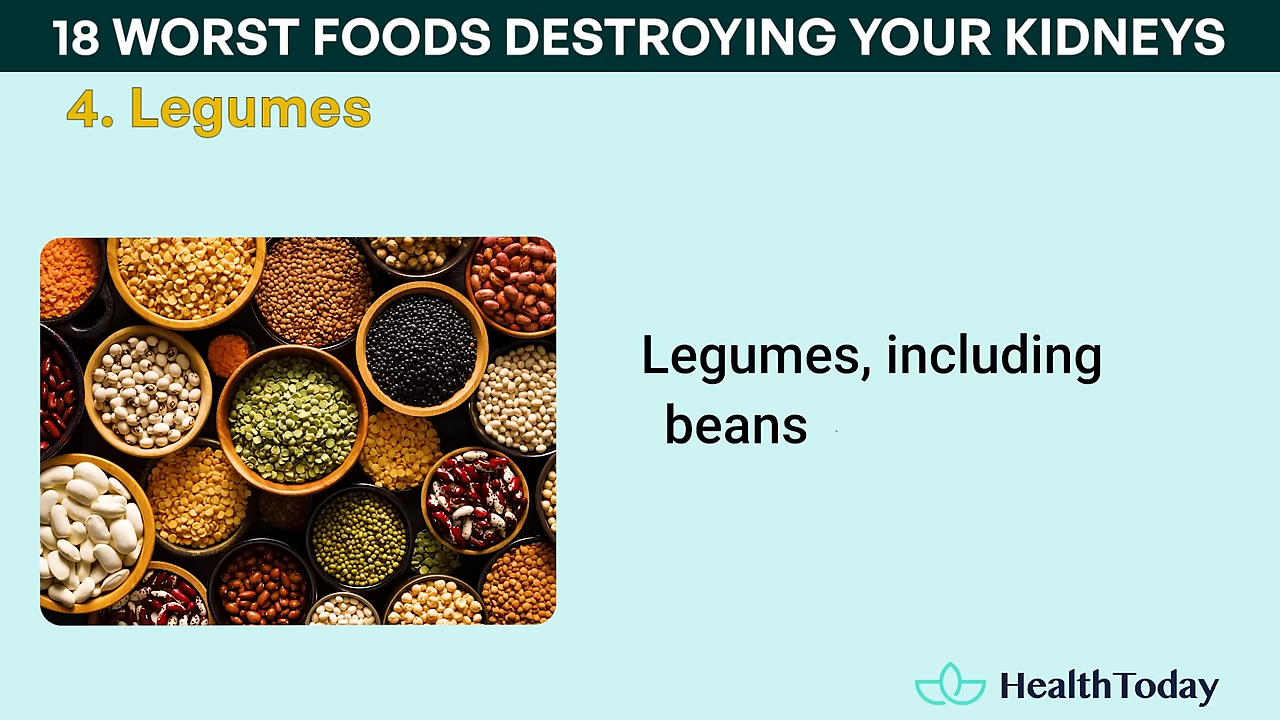 18 WORST FOODS DESTROYING YOUR KIDNEYS
4. Legumes
Legumes, including
beans
HealthToday